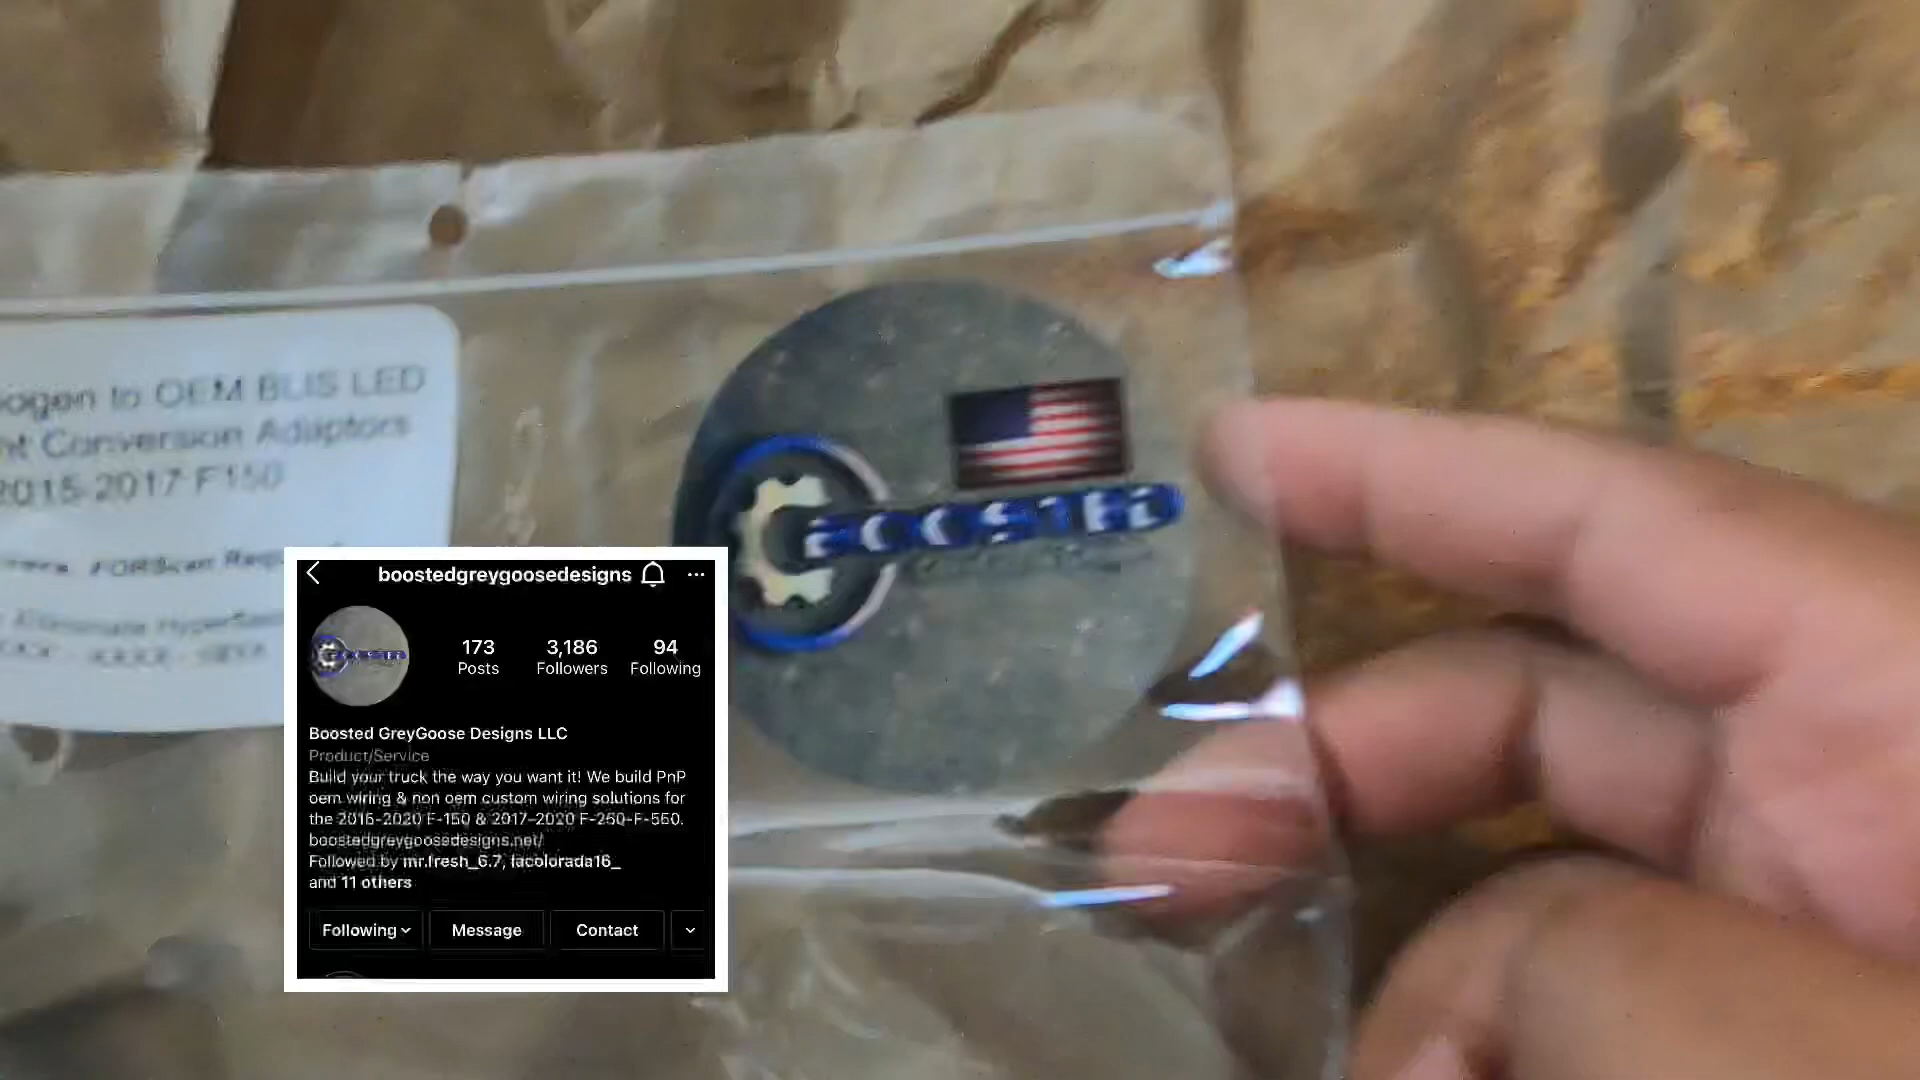 ogen to OEM BLIS LED
nt Conversion Adaptors
2015-2017 F150
FORScan
BOOSTED
boostedgreygoosedesigns
173
Posts
3,186
Followers
94
Following
Boosted GreyGoose Designs LLC
Product/Service
Build your truck the way you want it! We build PnP
oem wiring & non oem custom wiring solutions for
the 2015-2020 F-150 & 2017-2020 F-250-F-550.
boostedgreygoosedesigns.net/
Followed by mr.fresh_6.7, lacolorada16_
and 11 others
Following
Message
Contact